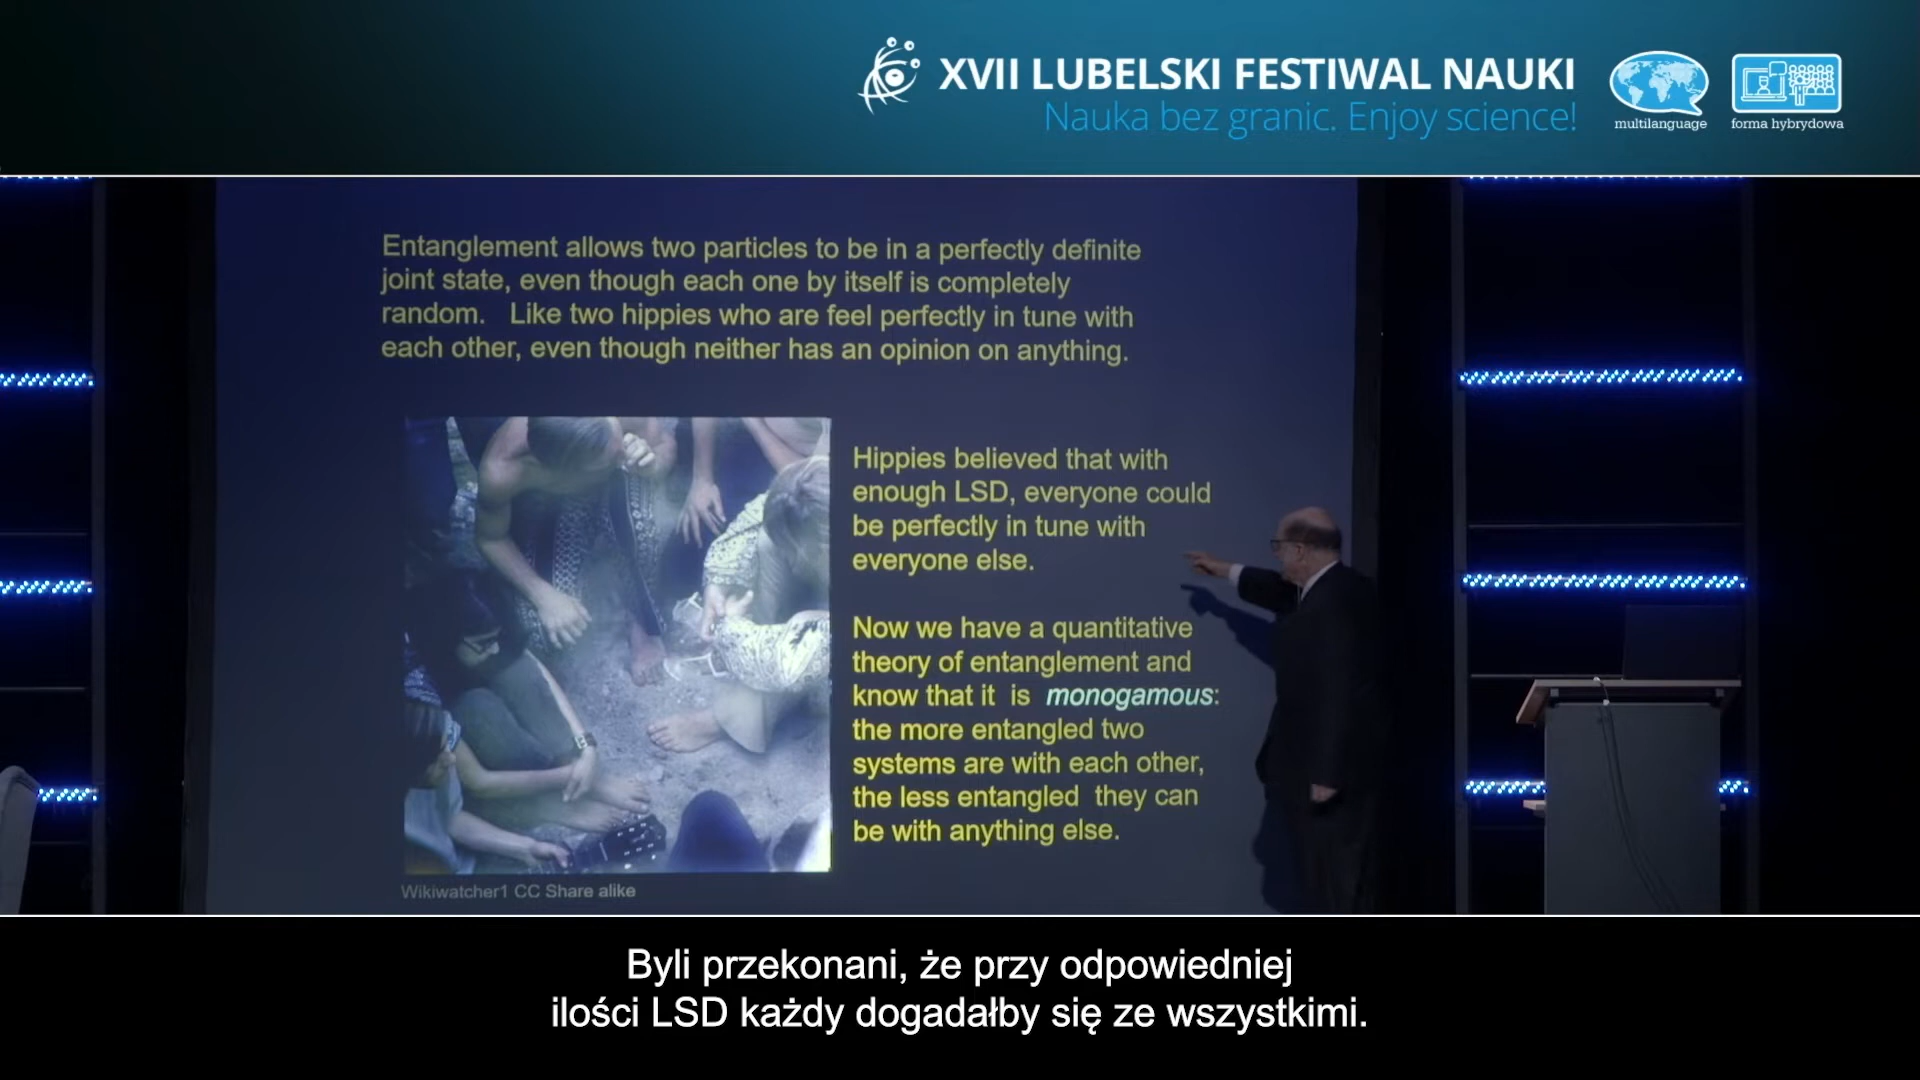 XVII LUBELSKI FESTIWAL NAUKI
Nauka bez granic. Enjoy science!
multilanguage
forma hybrydowa
Entanglement allows two particles to be in a perfectly definite
joint state, even though each one by itself is completely
random. Like two hippies who are feel perfectly in tune with
each other, even though neither has an opinion on anything.
Hippies believed that with
enough LSD, everyone could
be perfectly in tune with
everyone else.
Now we have a quantitative
theory of entanglement and
know that it is monogamous:
the more entangled two
systems are with each other,
the less entangled they can
be with anything else.
Wikiwatcher1 CC Share alike
Byli przekonani, że przy odpowiedniej
ilości LSD każdy dogadałby się ze wszystkimi.